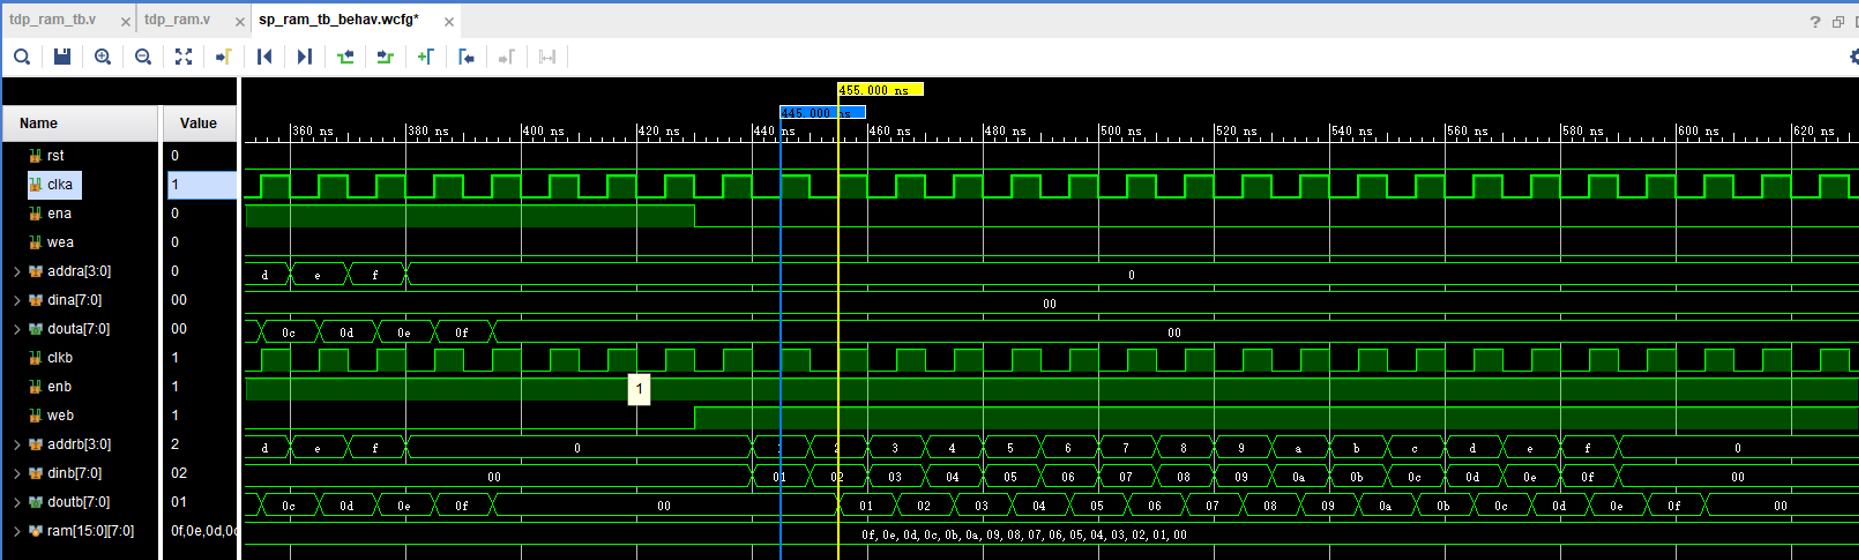 tdp_ram_tb.v × tdp_ram.v × sp_ram_tb_behav.wcfg* ×
?
455.000 ns
445.000 ns
Name Value
360 ns 380 ns 400 ns 420 ns 440 ns 460 ns 480 ns 500 ns 520 ns 540 ns 560 ns 580 ns 600 ns 620 ns
rst 0
clka 1
ena 0
wea 0
addra[3:0] 0 d e f 0
dina[7:0] 00 00
douta[7:0] 00 0c 0d 0e 0f 00
clkb 1
enb 1 1
web 1
addrb[3:0] 2 d e f 0 1 2 3 4 5 6 7 8 9 a b c d e f 0
dinb[7:0] 02 00 01 02 03 04 05 06 07 08 09 0a 0b 0c 0d 0e 0f 00
doutb[7:0] 01 0c 0d 0e 0f 00 01 02 03 04 05 06 07 08 09 0a 0b 0c 0d 0e 0f 00
ram[15:0][7:0] 0f,0e,0d,0c 0f, 0e, 0d, 0c, 0b, 0a, 09, 08, 07, 06, 05, 04, 03, 02, 01, 00